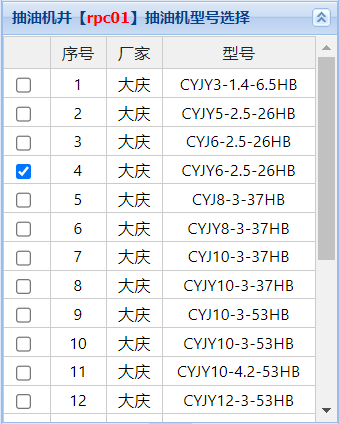 抽油机井【rpc01】抽油机型号选择
序号 厂家 型号
1 大庆 CYJY3-1.4-6.5HB
2 大庆 CYJY5-2.5-26HB
3 大庆 CYJ6-2.5-26HB
4 大庆 CYJY6-2.5-26HB
5 大庆 CYJ8-3-37HB
6 大庆 CYJY8-3-37HB
7 大庆 CYJ10-3-37HB
8 大庆 CYJY10-3-37HB
9 大庆 CYJ10-3-53HB
10 大庆 CYJY10-3-53HB
11 大庆 CYJY10-4.2-53HB
12 大庆 CYJY12-3-53HB